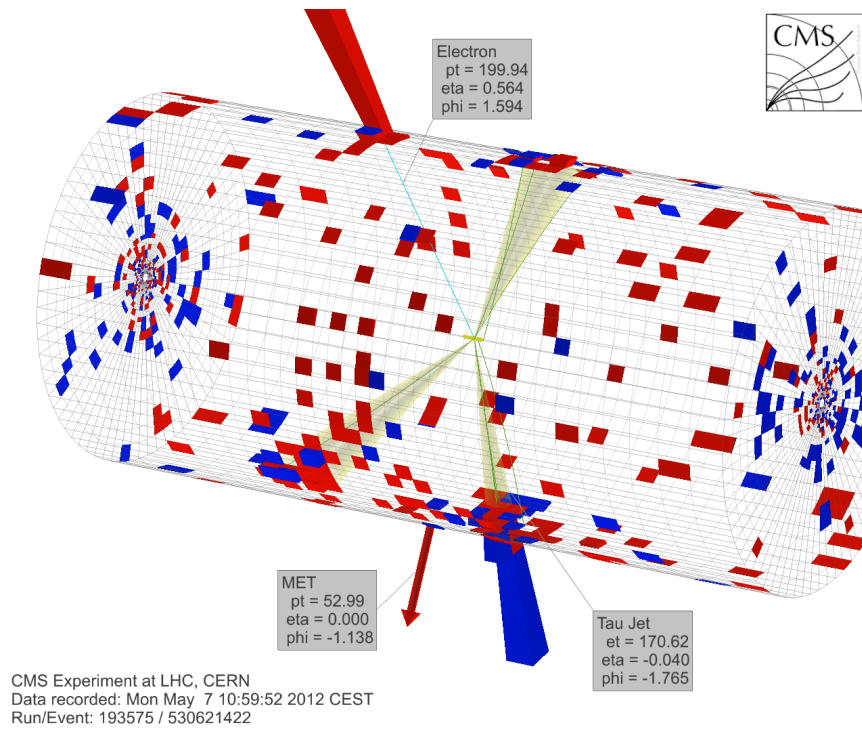 CMS
Electron
pt = 199.94
eta = 0.564
phi = 1.594
MET
pt = 52.99
eta = 0.000
phi = -1.138
Tau Jet
et = 170.62
eta = -0.040
phi = -1.765
CMS Experiment at LHC, CERN
Data recorded: Mon May  7 10:59:52 2012 CEST
Run/Event: 193575 / 530621422